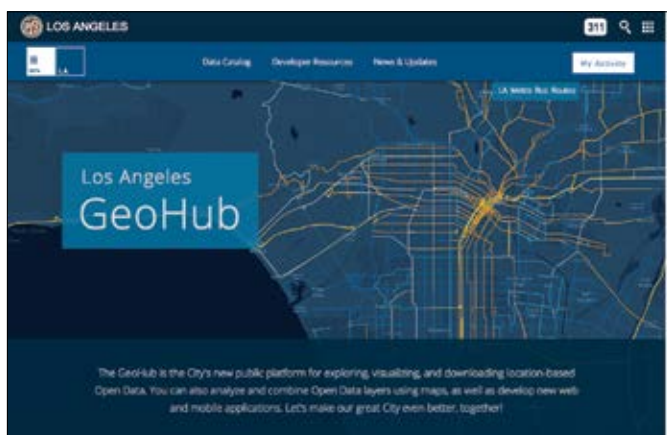 LOS ANGELES
311
Data Catalog
Developer Resources
News & Updates
My Activity
LA Metro Bus Routes
Los Angeles
GeoHub
The GeoHub is the City's new public platform for exploring, visualizing, and downloading location-based
Open Data. You can also analyze and combine Open Data layers using maps, as well as develop new web
and mobile applications. Let's make our great City even better, together!